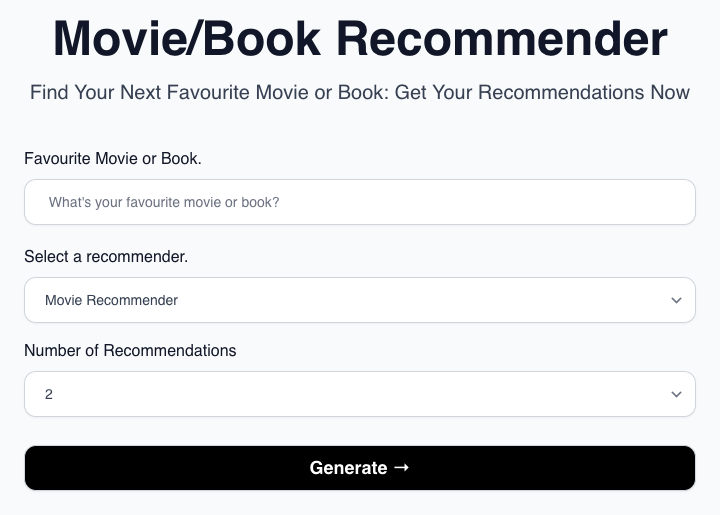 Movie/Book Recommender
Find Your Next Favourite Movie or Book: Get Your Recommendations Now
Favourite Movie or Book.
What's your favourite movie or book?
Select a recommender.
Movie Recommender
Number of Recommendations
2
Generate →